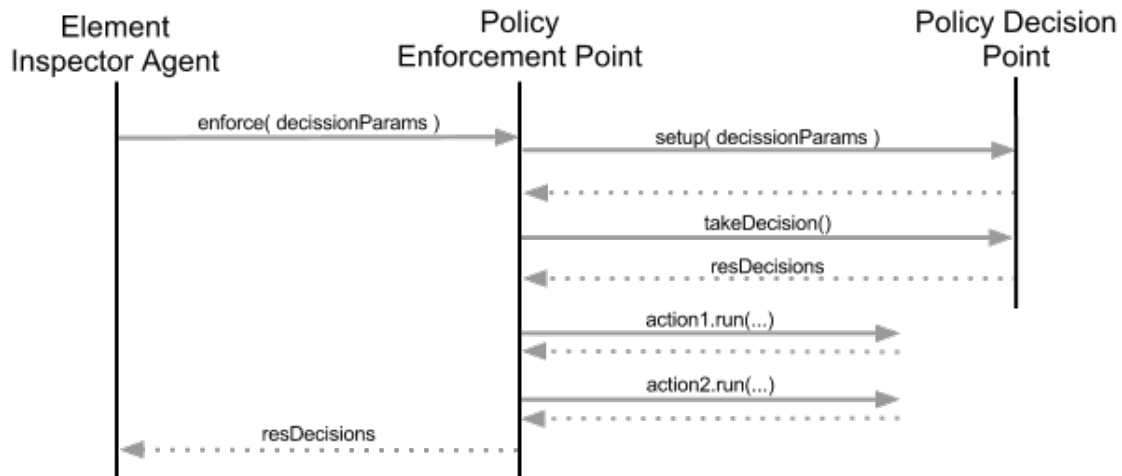 Element
Inspector Agent
Policy
Enforcement Point
Policy Decision
Point
enforce( decissionParams )
setup( decissionParams )
takeDecision()
resDecisions
action1.run(...)
action2.run(...)
resDecisions